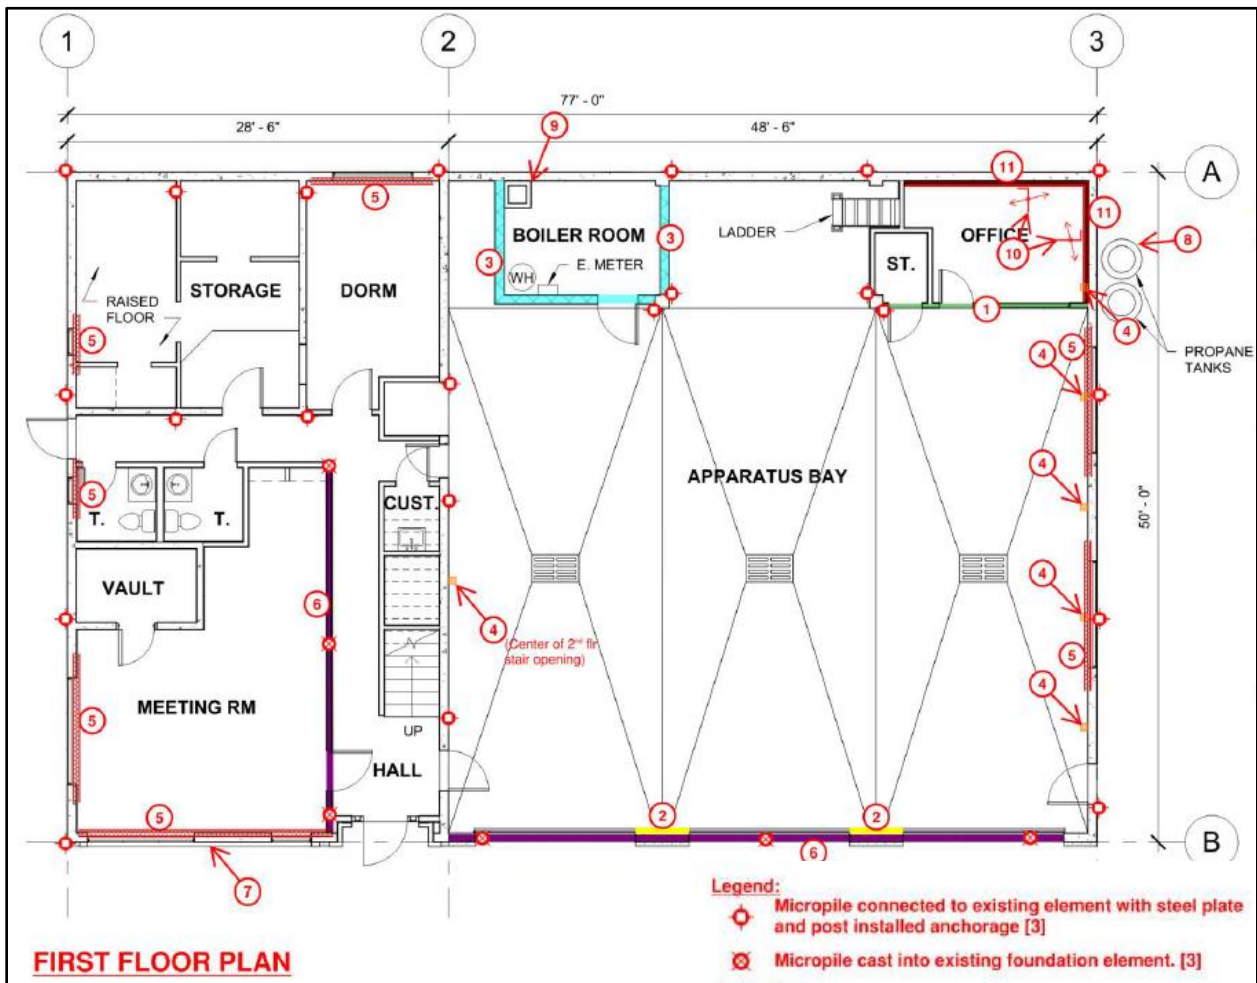 1
2
3
77' - 0"
28' - 6"
9
48' - 6"
A
5
11
11
BOILER ROOM
3
3
LADDER
OFFICE
8
10
WH
E. METER
ST.
STORAGE
DORM
RAISED
FLOOR
1
4
5
4
5
PROPANE
TANKS
APPARATUS BAY
4
5
T.
T.
CUST.
50' - 0"
VAULT
6
4
(Center of 2nd flr
stair opening)
4
5
MEETING RM
5
4
UP
HALL
5
2
2
6
B
7
Legend:
Micropile connected to existing element with steel plate
and post installed anchorage [3]
FIRST FLOOR PLAN
Micropile cast into existing foundation element. [3]